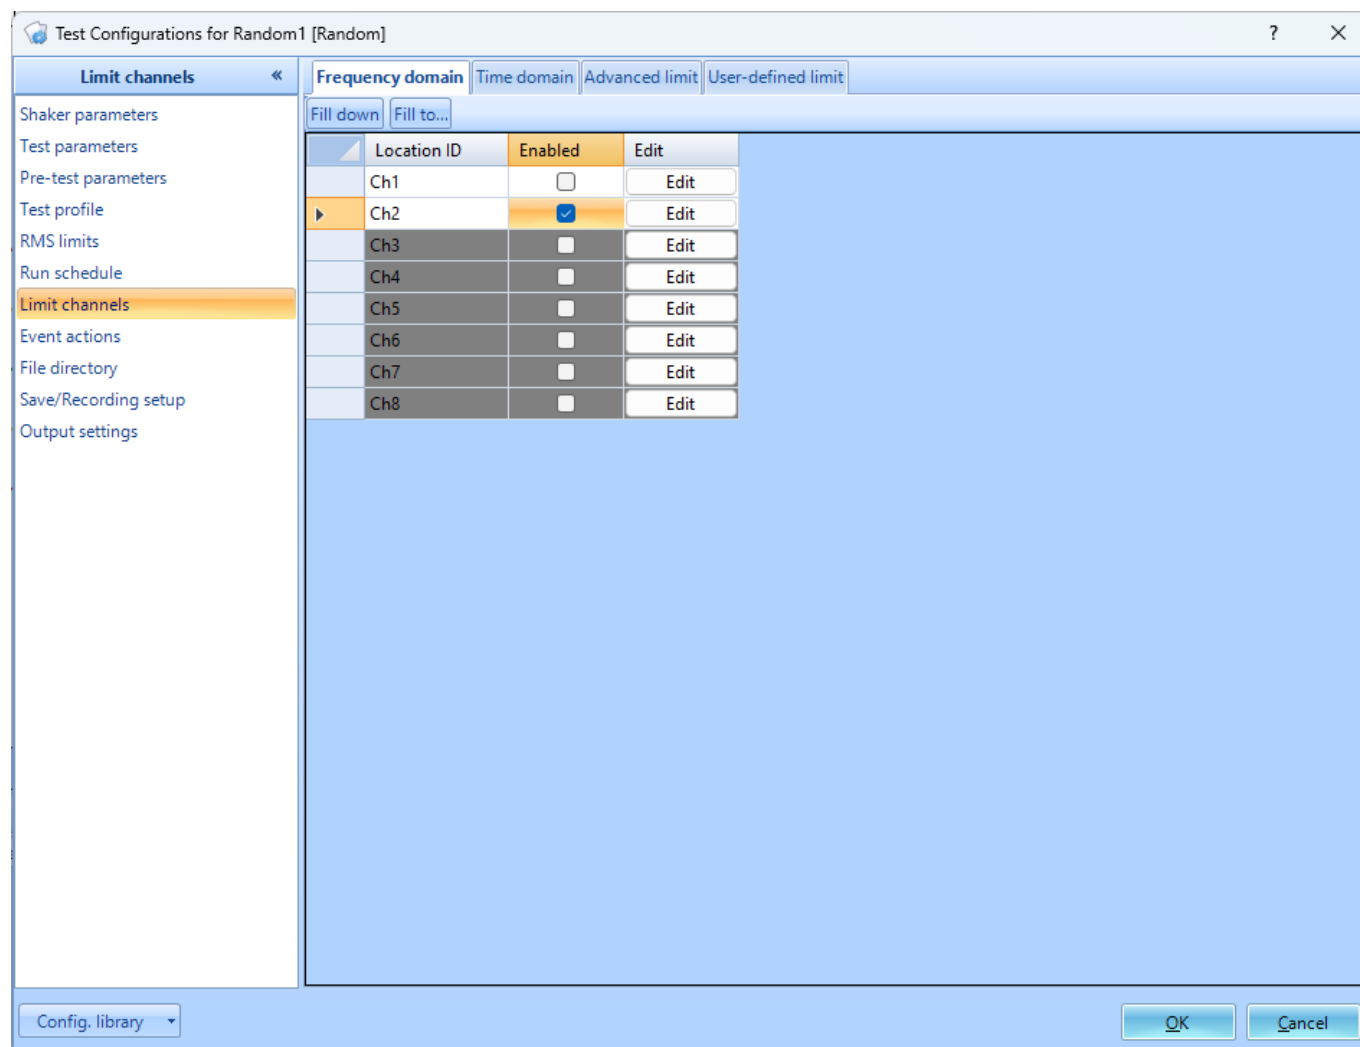 Test Configurations for Random1 [Random] ?
Limit channels «
Frequency domain Time domain Advanced limit User-defined limit
Shaker parameters
Test parameters
Pre-test parameters
Test profile
RMS limits
Run schedule
Limit channels
Event actions
File directory
Save/Recording setup
Output settings
Fill down Fill to...
Location ID Enabled Edit
Ch1 Edit
Ch2 Edit
Ch3 Edit
Ch4 Edit
Ch5 Edit
Ch6 Edit
Ch7 Edit
Ch8 Edit
Config. library
OK Cancel